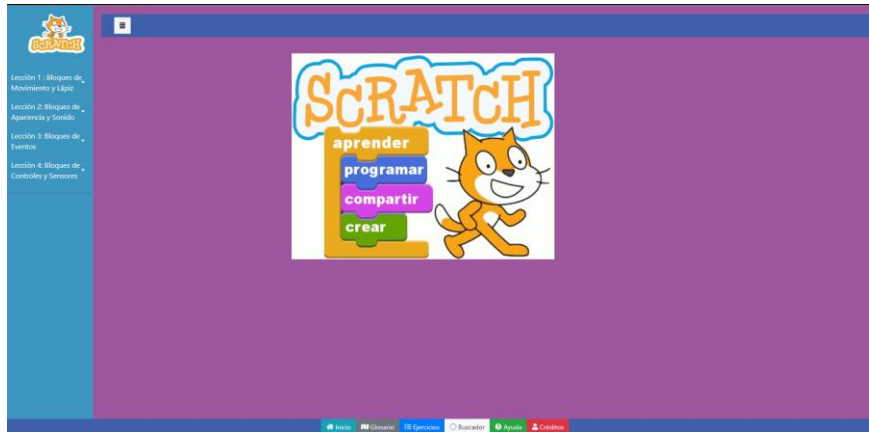 SCRATCH
Lección 1 : Bloques de
Movimiento y Lápiz
Lección 2: Bloques de
Apariencia y Sonido
Lección 3: Bloques de
Eventos
Lección 4: Bloques de
Controles y Sensores
SCRATCH
aprender
programar
compartir
crear
Inicio
Glosario
Ejercicios
Buscador
Ayuda
Créditos